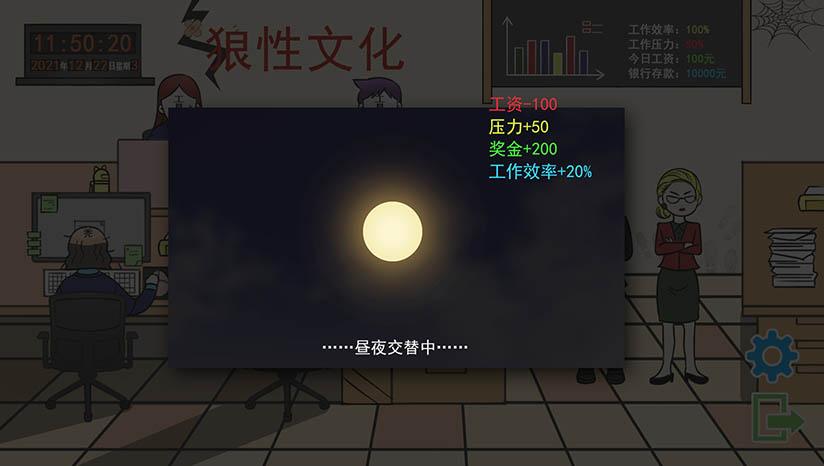 11:50:20
2021年12月22日星期3
狼性文化
工作效率：100%
工作压力：50%
今日工资：100元
银行存款：10000元
工资-100
压力+50
奖金+200
工作效率+20%
……昼夜交替中……